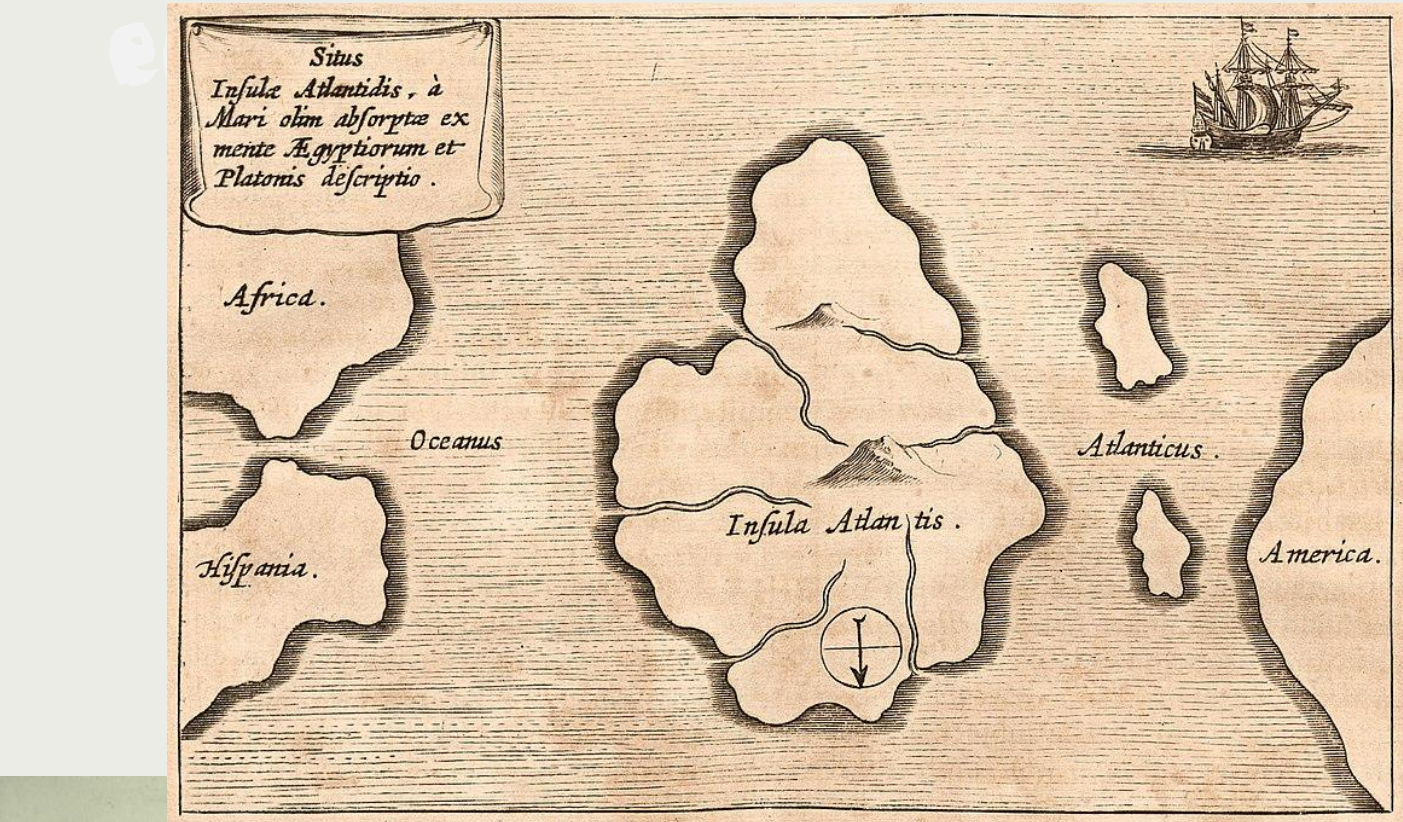 Situs
Insulæ Atlantidis, à
Mari olim absorptæ ex
mente Ægyptiorum et
Platonis descriptio.
Africa.
Oceanus
Atlanticus.
Insula Atlantis.
Hispania.
America.